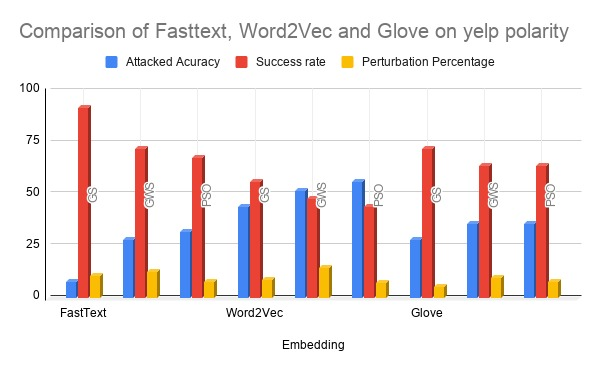 Comparison of Fasttext, Word2Vec and Glove on yelp polarity
Attacked Acuracy Success rate Perturbation Percentage
100
75
50
25
0
GS GWS PSO GS GWS PSO GS GWS PSO
FastText Word2Vec Glove
Embedding